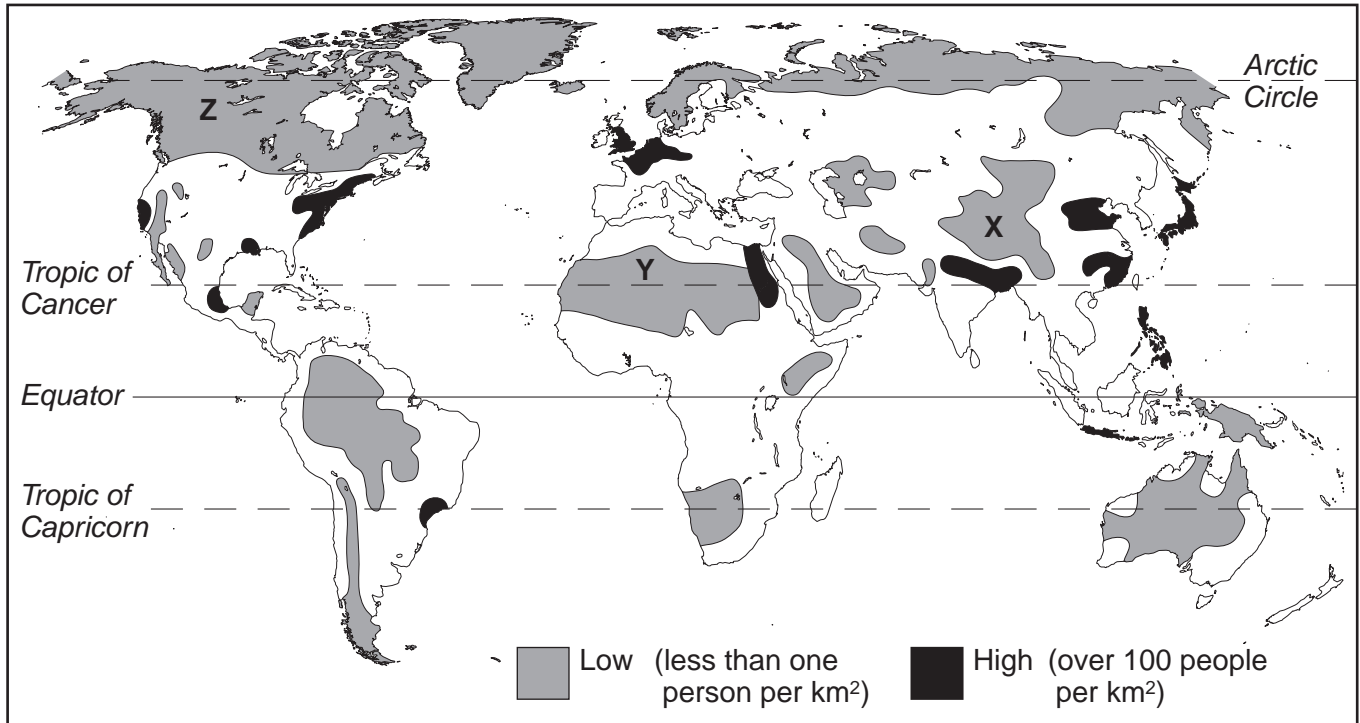 Arctic
Circle
Z
X
Y
Tropic of
Cancer
Equator
Tropic of
Capricorn
Low (less than one
person per km²)
High (over 100 people
per km²)